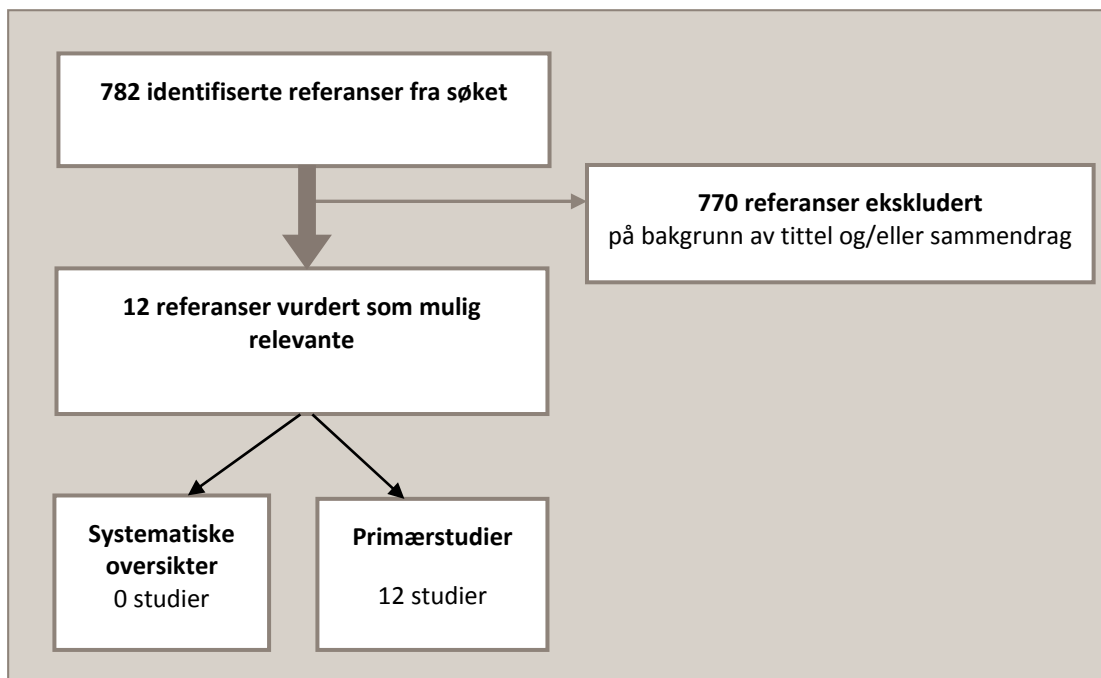 782 identifiserte referanser fra søket
770 referanser ekskludert
på bakgrunn av tittel og/eller sammendrag
12 referanser vurdert som mulig
relevante
Systematiske
oversikter
0 studier
Primærstudier
12 studier